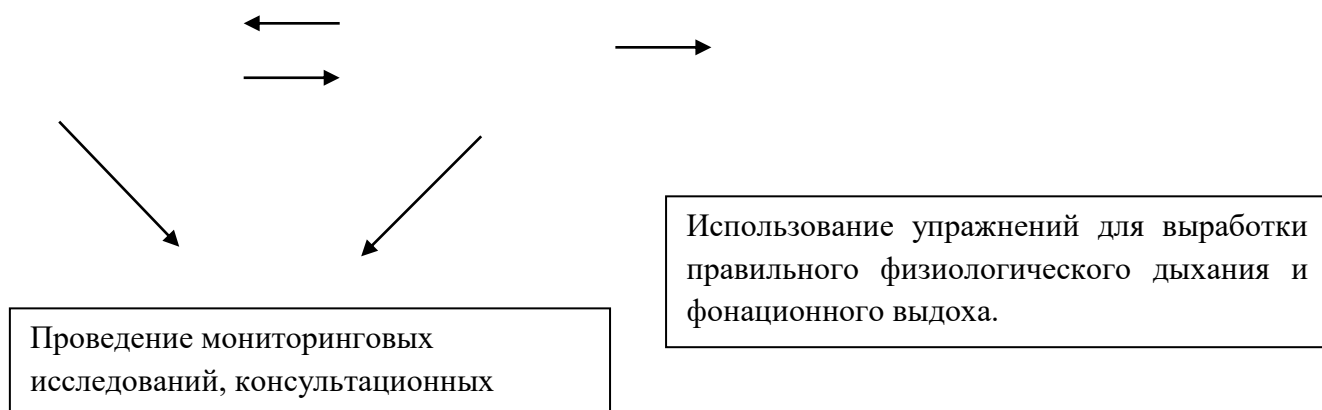 Использование упражнений для выработки
правильного физиологического дыхания и
фонационного выдоха.
Проведение мониторинговых
исследований, консультационных